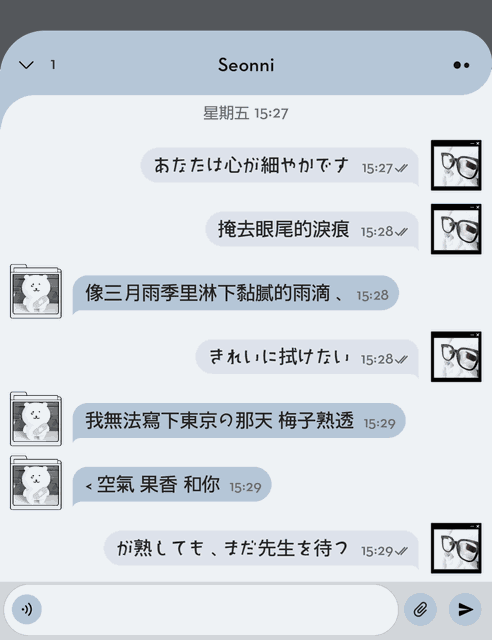 1
Seonni
星期五 15:27
あなたは心が細やかです 15:27
掩去眼尾的淚痕 15:28
像三月雨季里淋下黏膩的雨滴 、 15:28
きれいに拭けない 15:28
我無法寫下東京の那天 梅子熟透 15:29
< 空氣 果香 和你 15:29
が熟しても、まだ先生を待つ 15:29